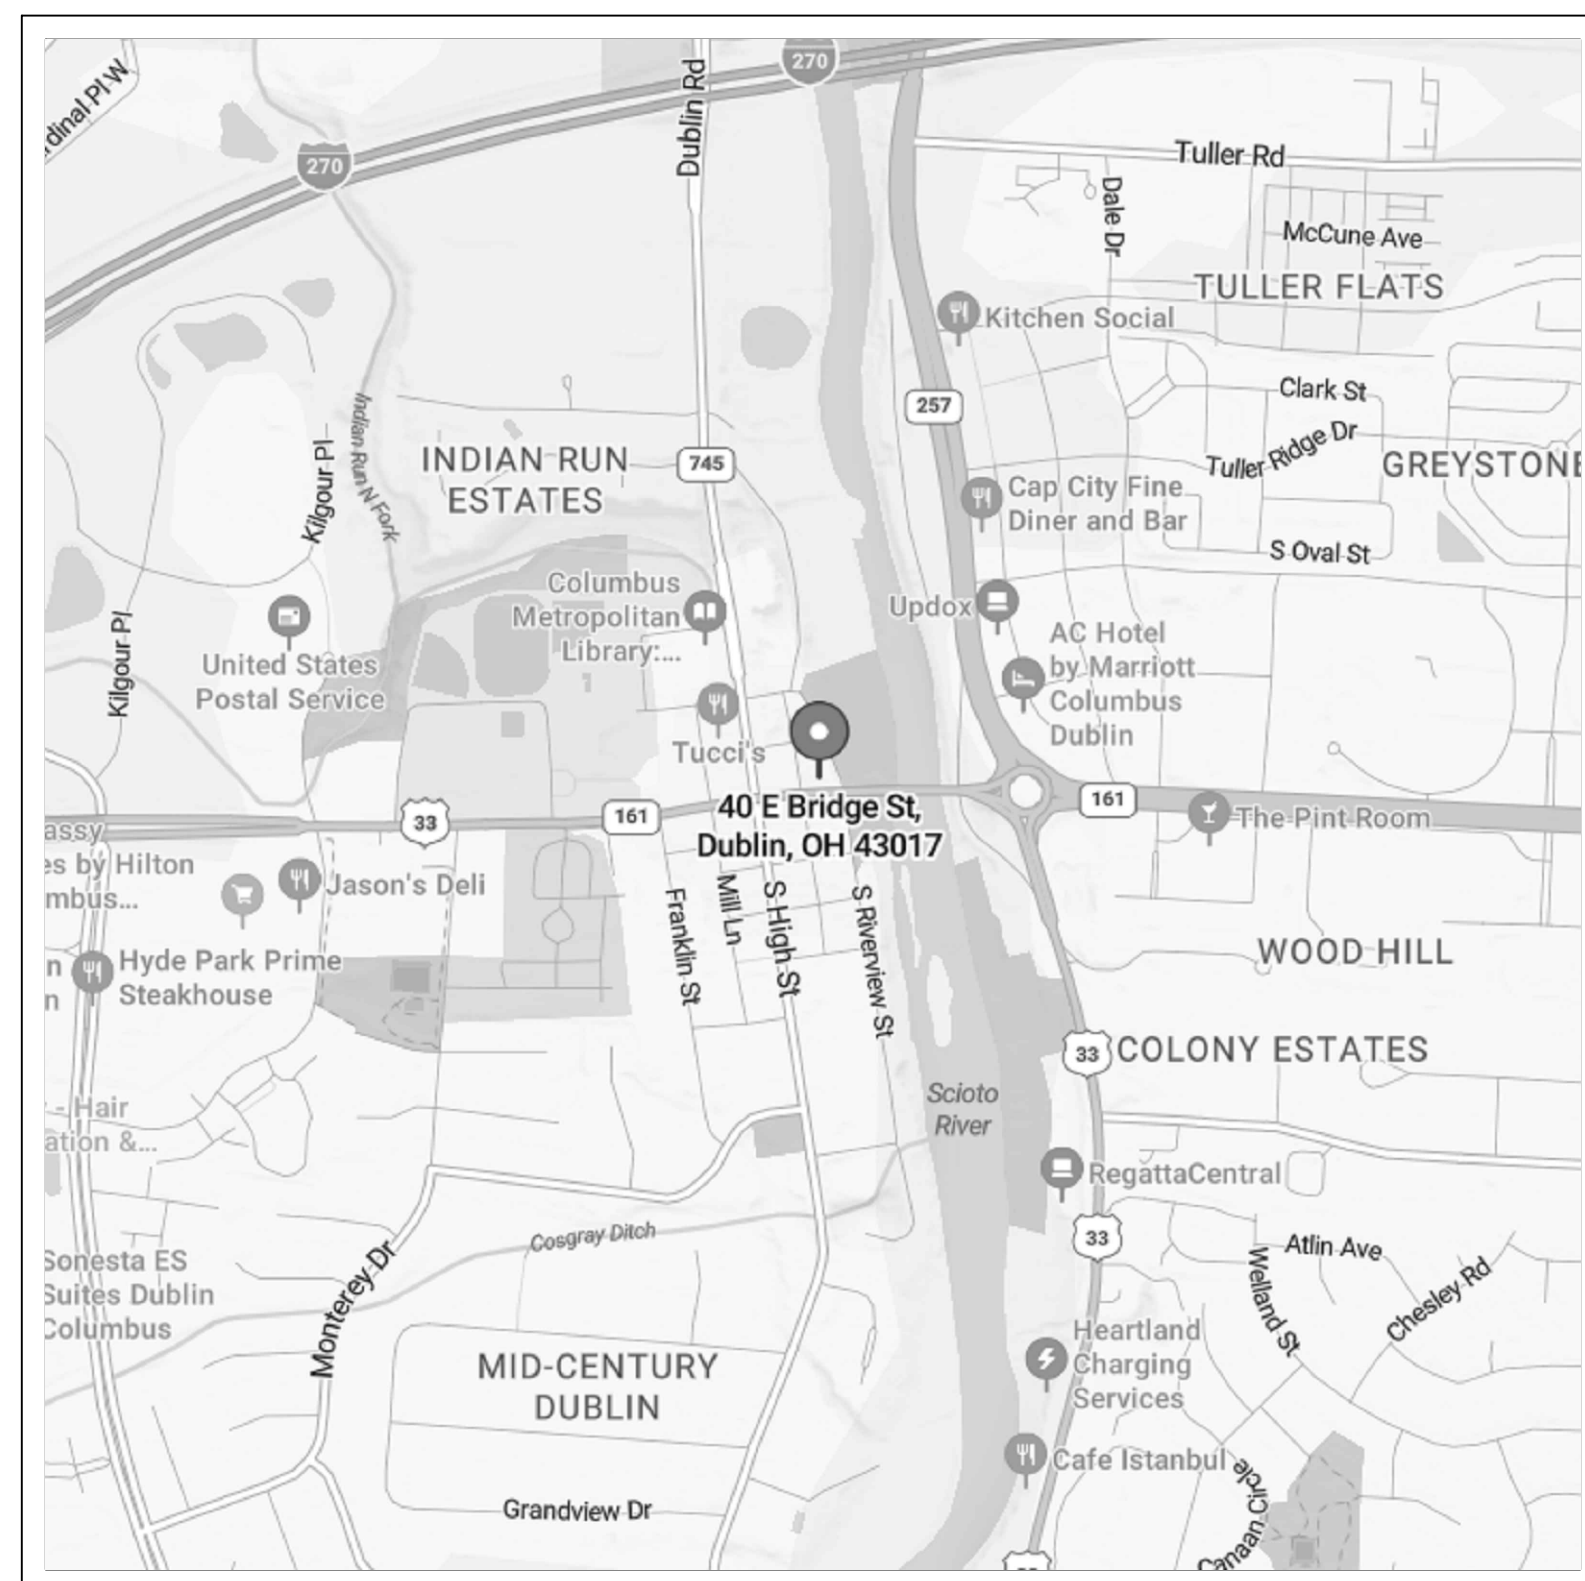 270
Dublin Rd
rdinal Pl W
270
Tuller Rd
Dale Dr
McCune Ave
TULLER FLATS
Kitchen Social
Clark St
257
Tuller Ridge Dr
GREYSTONE
INDIAN RUN
ESTATES
745
Kilgour Pl
Indian Run N Fork
Cap City Fine
Diner and Bar
S Oval St
Columbus
Metropolitan
Library:...
Updox
AC Hotel
by Marriott
Columbus
Dublin
Kilgour Pl
United States
Postal Service
Tucci's
40 E Bridge St,
Dublin, OH 43017
33
161
161
The Pint Room
assy
es by Hilton
mbus...
Jason's Deli
Franklin St
Mill Ln
S High St
S Riverview St
n
n
Hyde Park Prime
Steakhouse
WOOD HILL
33
COLONY ESTATES
Scioto
River
- Hair
ation &...
RegattaCentral
Cosgray Ditch
33
Atlin Ave
Welland St
Chesley Rd
Sonesta ES
Suites Dublin
Columbus
Monterey Dr
Heartland
Charging
Services
MID-CENTURY
DUBLIN
Cafe Istanbul
Canaan Circle
Grandview Dr